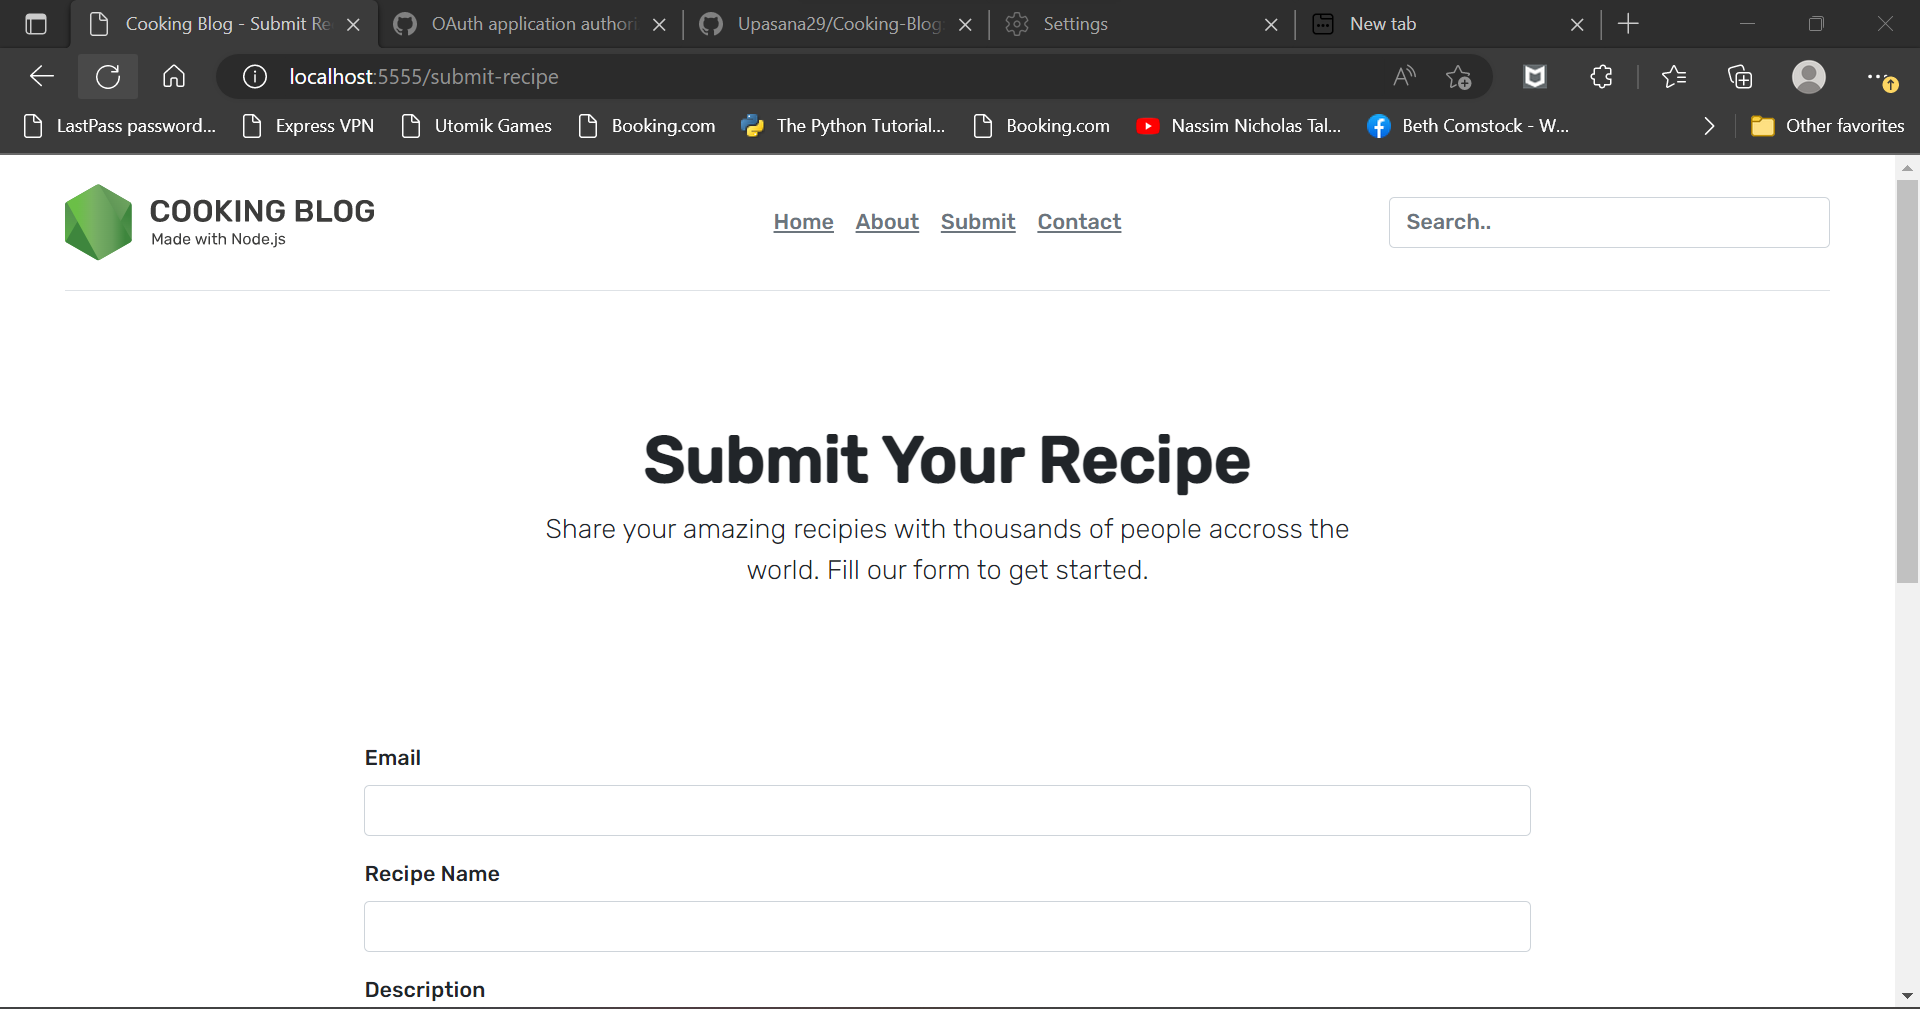 Cooking Blog - Submit Re
OAuth application authori
Upasana29/Cooking-Blog
Settings
New tab
localhost:5555/submit-recipe
LastPass password...
Express VPN
Utomik Games
Booking.com
The Python Tutorial...
Booking.com
Nassim Nicholas Tal...
Beth Comstock - W...
Other favorites
COOKING BLOG
Made with Node.js
Home About Submit Contact
Search..
Submit Your Recipe
Share your amazing recipies with thousands of people accross the
world. Fill our form to get started.
Email
Recipe Name
Description